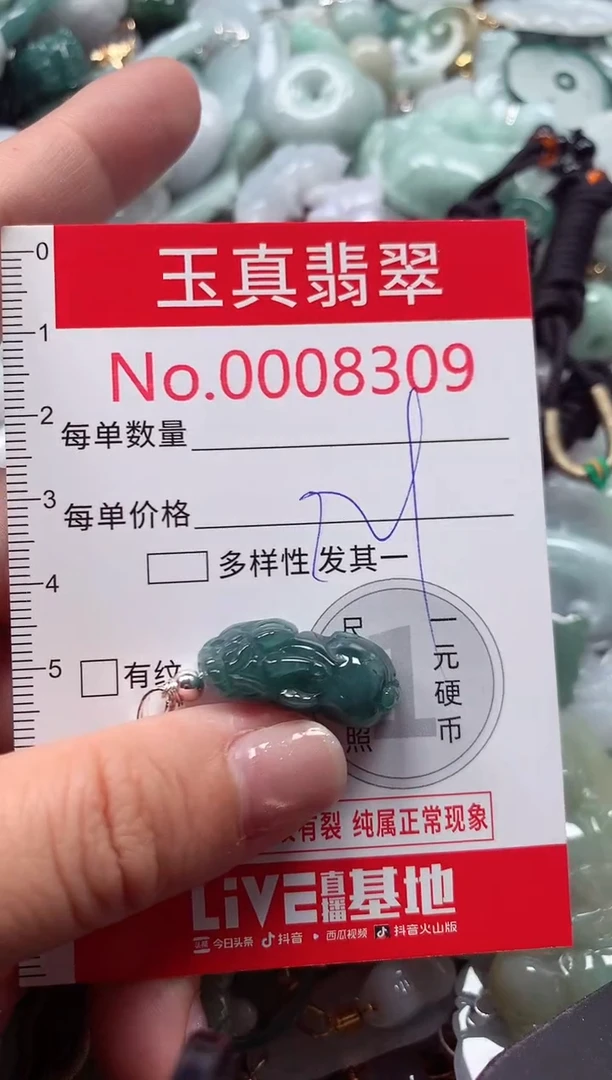 玉真翡翠
No.0008309
0
1
2
3
4
5
每单数量
每单价格
多样性 发其一
有纹
尺
照
1
一元硬币
有裂 纯属正常现象
LiVE直播基地
今日头条 抖音 西瓜视频 抖音火山版